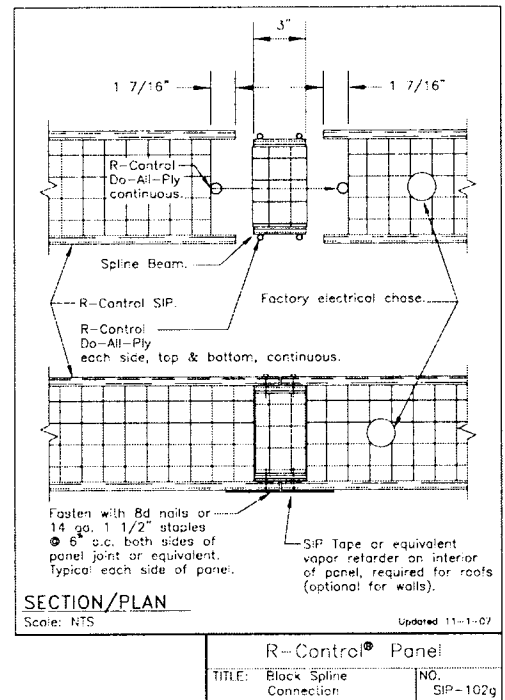 3"
1 7/16" 1 7/16"
R-Control
Do-All-Ply
continuous.
Spline Beam.
R-Control SIP.
Factory electrical chase.
R-Control
Do-All-Ply
each side, top & bottom, continuous.
Fasten with 8d nails or
14 ga. 1 1/2" staples
@ 6" o.c. both sides of
panel joint or equivalent.
Typical each side of panel.
SIP Tape or equivalent
vapor retarder on interior
of panel, required for roofs
(optional for walls).
SECTION/PLAN
Scale: NTS
Updated 11-1-07
R-Control® Panel
TITLE: Block Spline
Connection
NO.
SIP-102g